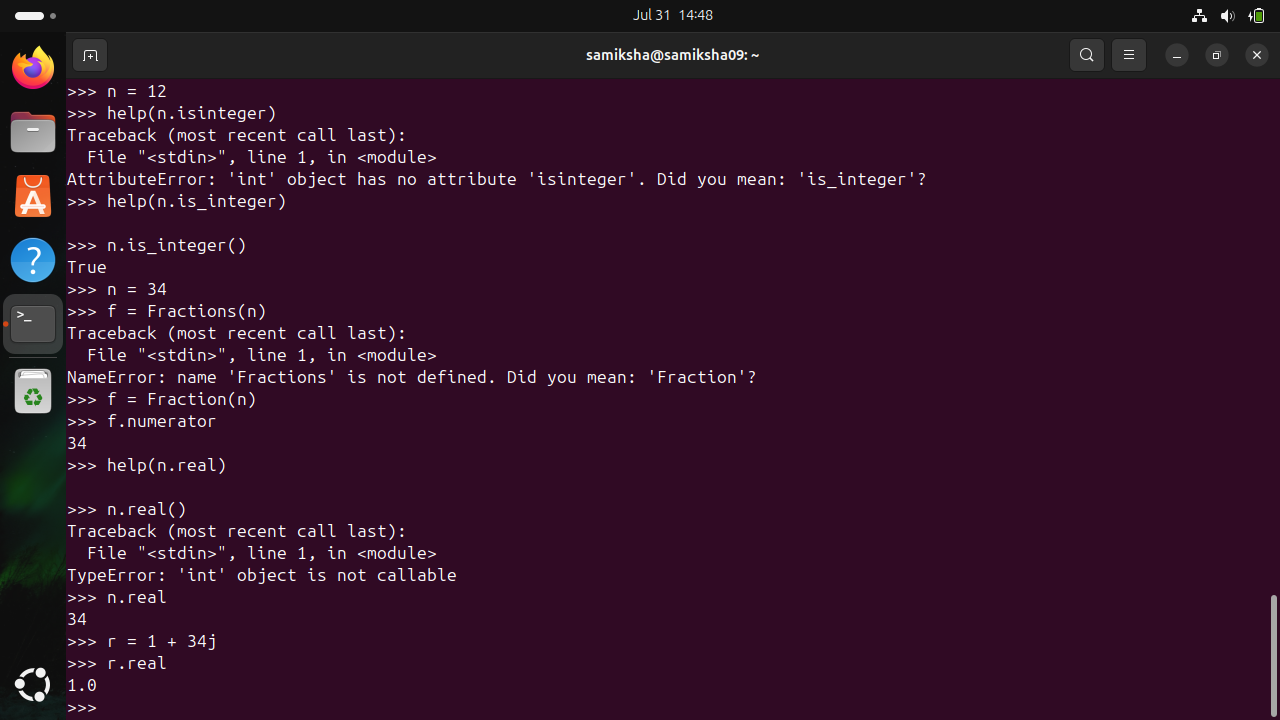 Jul 31 14:48
samiksha@samiksha09: ~
>>> n = 12
>>> help(n.isinteger)
Traceback (most recent call last):
  File "<stdin>", line 1, in <module>
AttributeError: 'int' object has no attribute 'isinteger'. Did you mean: 'is_integer'?
>>> help(n.is_integer)

>>> n.is_integer()
True
>>> n = 34
>>> f = Fractions(n)
Traceback (most recent call last):
  File "<stdin>", line 1, in <module>
NameError: name 'Fractions' is not defined. Did you mean: 'Fraction'?
>>> f = Fraction(n)
>>> f.numerator
34
>>> help(n.real)

>>> n.real()
Traceback (most recent call last):
  File "<stdin>", line 1, in <module>
TypeError: 'int' object is not callable
>>> n.real
34
>>> r = 1 + 34j
>>> r.real
1.0
>>>